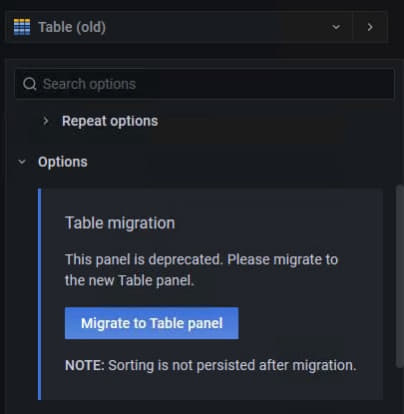 Table (old)
Search options
Repeat options
Options
Table migration
This panel is deprecated. Please migrate to
the new Table panel.
Migrate to Table panel
NOTE: Sorting is not persisted after migration.